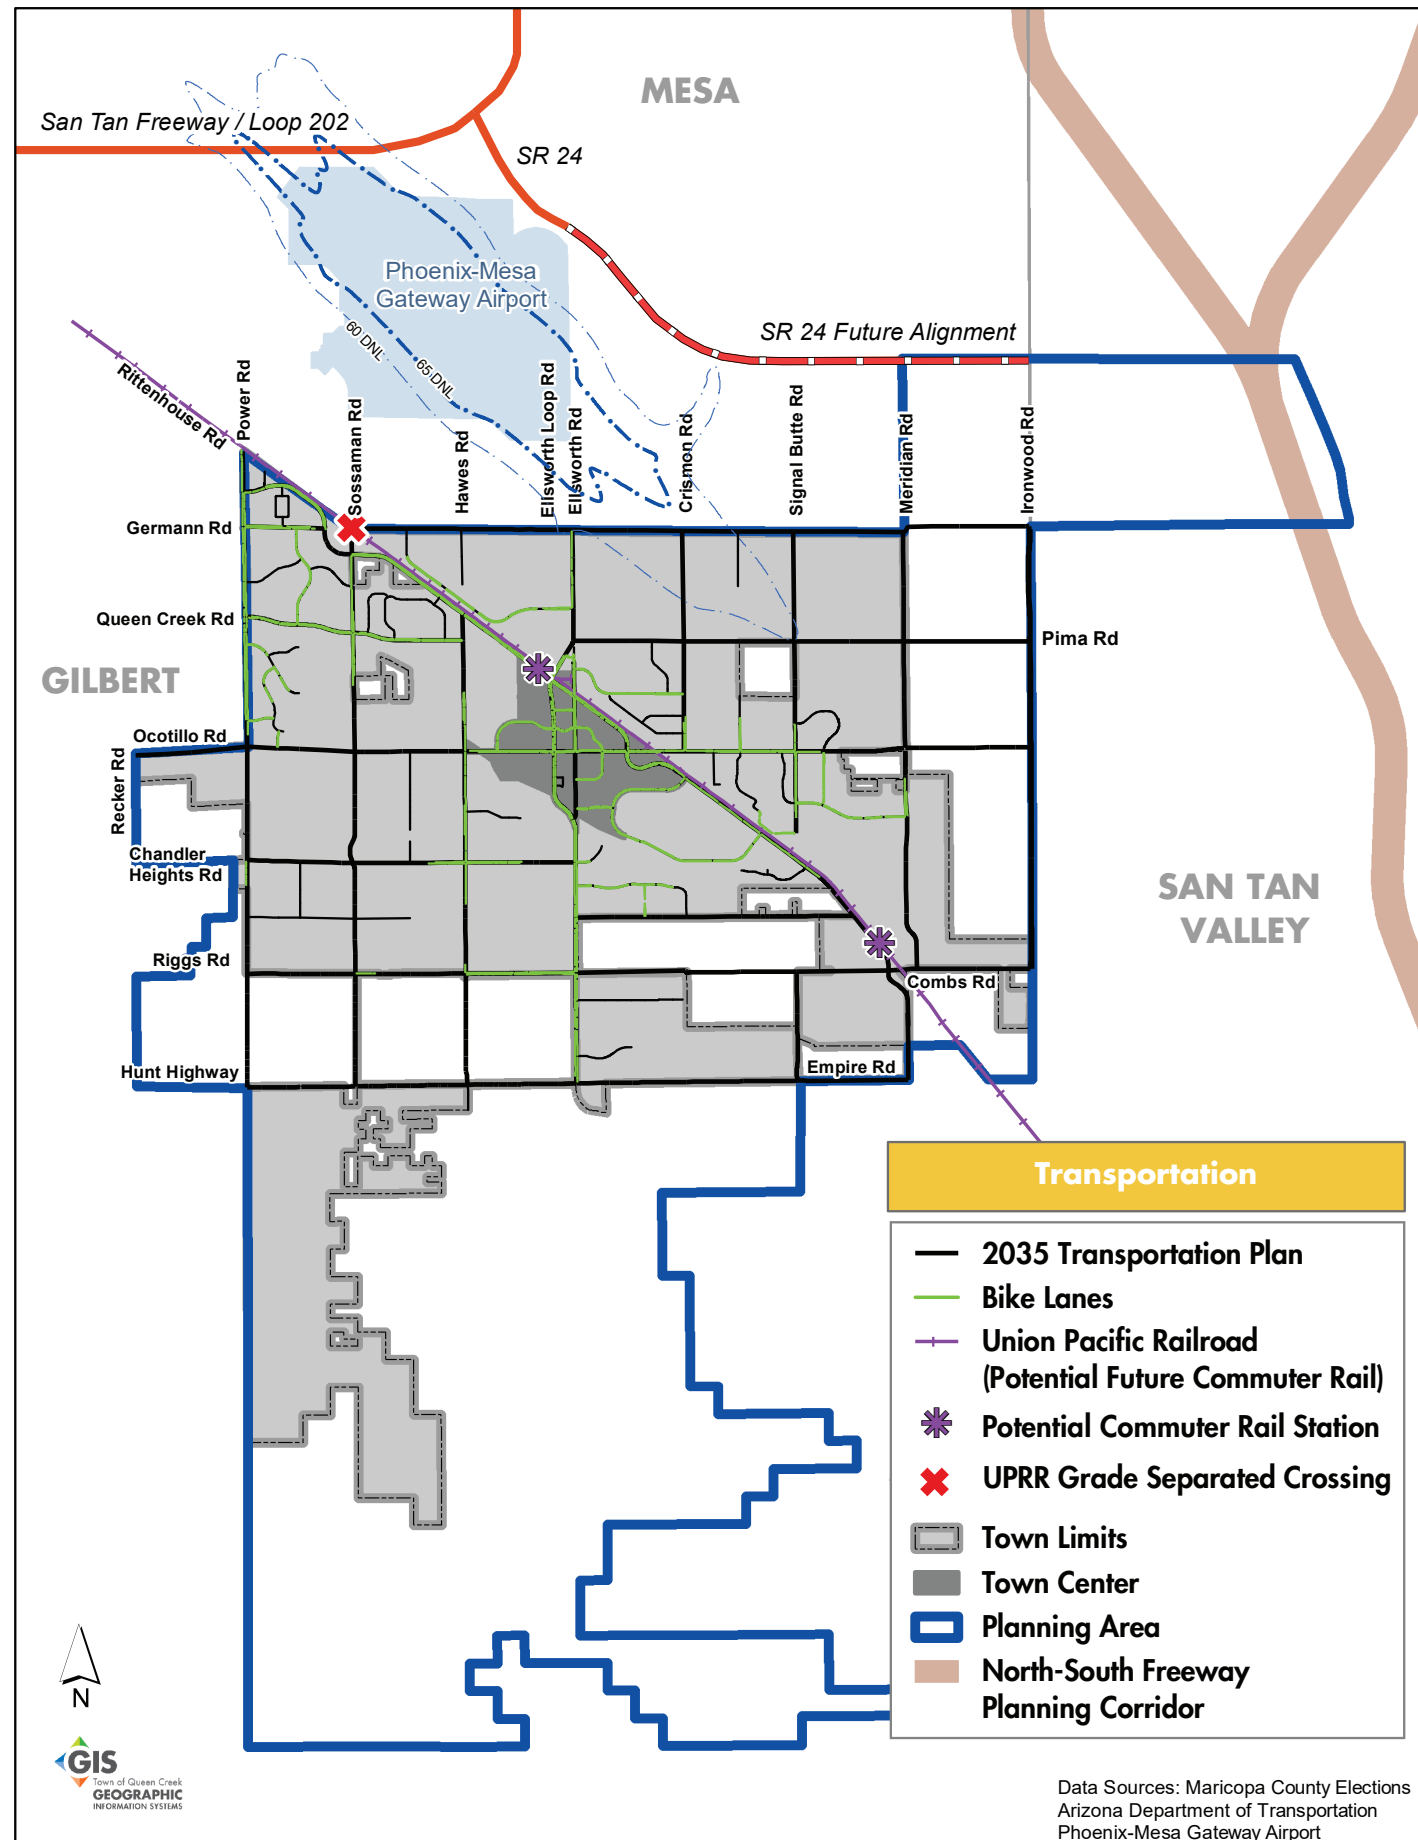 MESA
San Tan Freeway / Loop 202
SR 24
Phoenix-Mesa
Gateway Airport
SR 24 Future Alignment
60 DNL
65 DNL
Rittenhouse Rd
Power Rd
Sossaman Rd
Hawes Rd
Ellsworth Loop Rd
Ellsworth Rd
Crismon Rd
Signal Butte Rd
Meridian Rd
Ironwood Rd
Germann Rd
Queen Creek Rd
Pima Rd
GILBERT
Ocotillo Rd
Recker Rd
Chandler
Heights Rd
SAN TAN
VALLEY
Riggs Rd
Combs Rd
Hunt Highway
Empire Rd
Transportation
2035 Transportation Plan
Bike Lanes
Union Pacific Railroad
(Potential Future Commuter Rail)
Potential Commuter Rail Station
UPRR Grade Separated Crossing
Town Limits
Town Center
Planning Area
North-South Freeway
Planning Corridor
N
GIS
Town of Queen Creek
GEOGRAPHIC
INFORMATION SYSTEMS
Data Sources: Maricopa County Elections
Arizona Department of Transportation
Phoenix-Mesa Gateway Airport